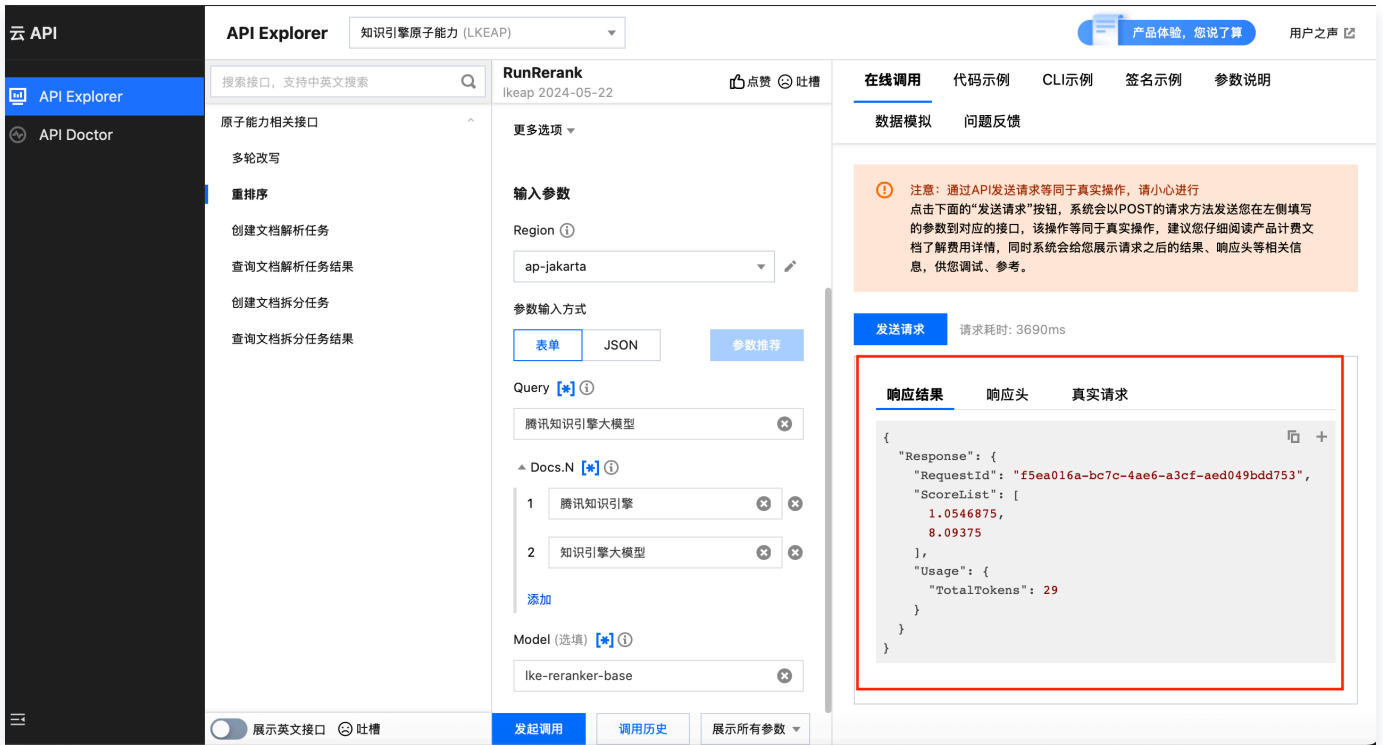 云 API
API Explorer
API Doctor
API Explorer
知识引擎原子能力 (LKEAP)
产品体验，您说了算
用户之声
搜索接口，支持中英文搜索
原子能力相关接口
多轮改写
重排序
创建文档解析任务
查询文档解析任务结果
创建文档拆分任务
查询文档拆分任务结果
展示英文接口
吐槽
RunRerank
lkeap 2024-05-22
点赞
吐槽
更多选项
输入参数
Region
ap-jakarta
参数输入方式
表单
JSON
参数推荐
Query [*]
腾讯知识引擎大模型
Docs.N [*]
1 腾讯知识引擎
2 知识引擎大模型
添加
Model (选填) [*]
lke-reranker-base
发起调用
调用历史
展示所有参数
在线调用 代码示例 CLI示例 签名示例 参数说明
数据模拟 问题反馈
注意：通过API发送请求等同于真实操作，请小心进行
点击下面的“发送请求”按钮，系统会以POST的请求方法发送您在左侧填写
的参数到对应的接口，该操作等同于真实操作，建议您仔细阅读产品计费文
档了解费用详情，同时系统会给您展示请求之后的结果、响应头等相关信
息，供您调试、参考。
发送请求 请求耗时: 3690ms
响应结果 响应头 真实请求
{
"Response": {
"RequestId": "f5ea016a-bc7c-4ae6-a3cf-aed049bdd753",
"ScoreList": [
1.0546875,
8.09375
],
"Usage": {
"TotalTokens": 29
}
}
}